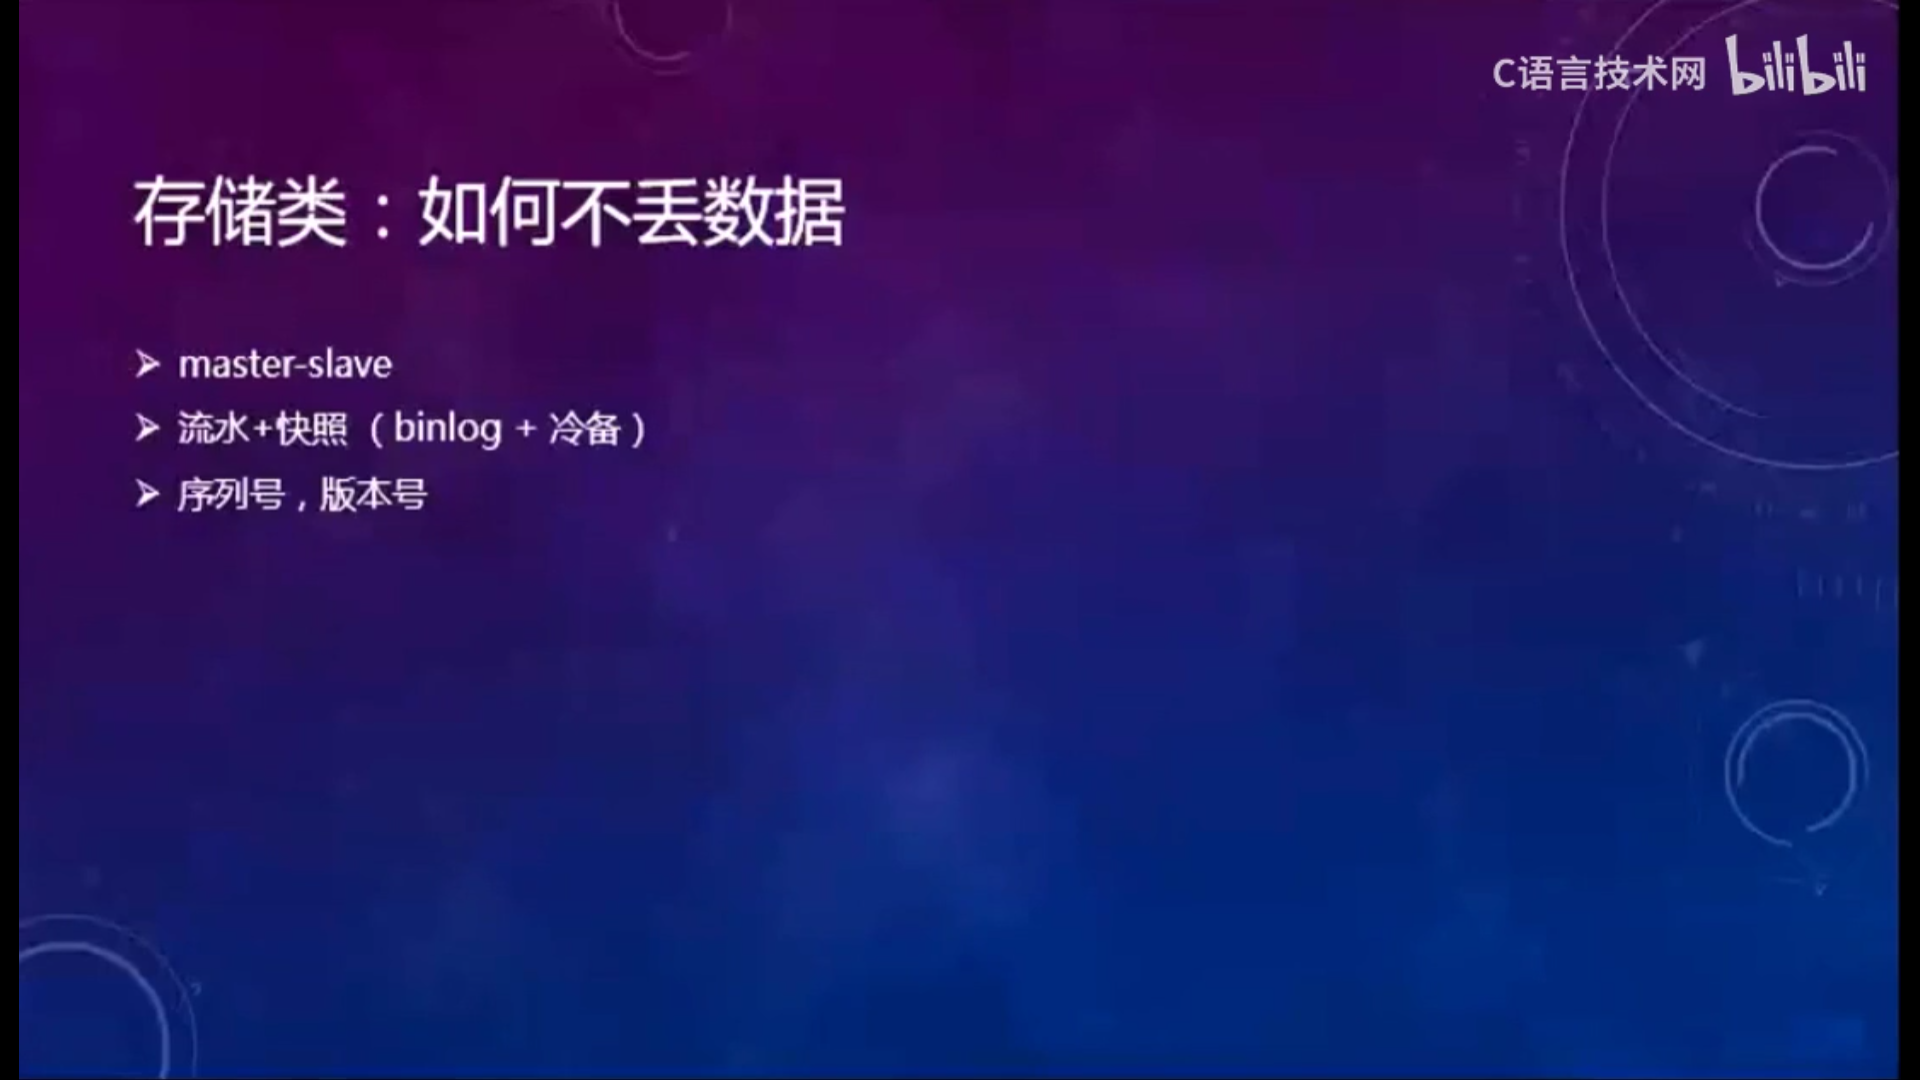 C语言技术网 bilibili
存储类：如何不丢数据
➢ master-slave
➢ 流水+快照（binlog + 冷备）
➢ 序列号，版本号